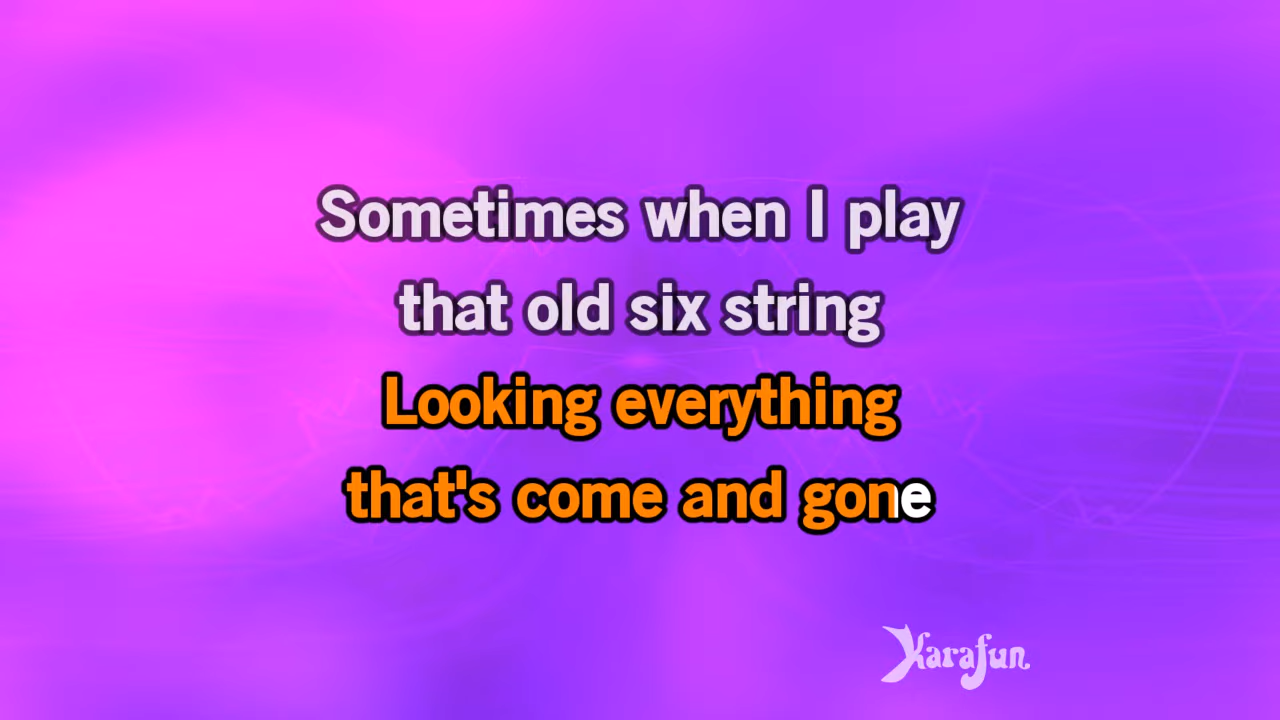 Sometimes when I play
that old six string
Looking everything
that's come and gone
Karafun